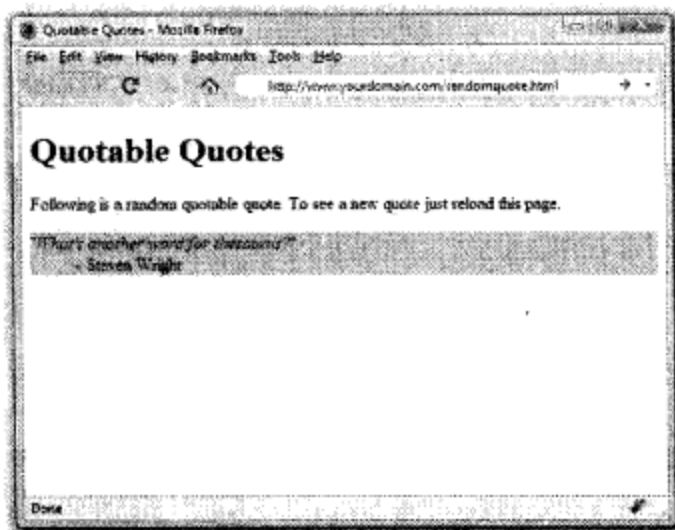 Quotable Quotes - Mozilla Firefox
File Edit View History Bookmarks Tools Help
http://www.yourdomain.com/randomquote.html
Quotable Quotes
Following is a random quotable quote. To see a new quote just reload this page.
"What's another word for thesaurus?"
- Steven Wright
Done